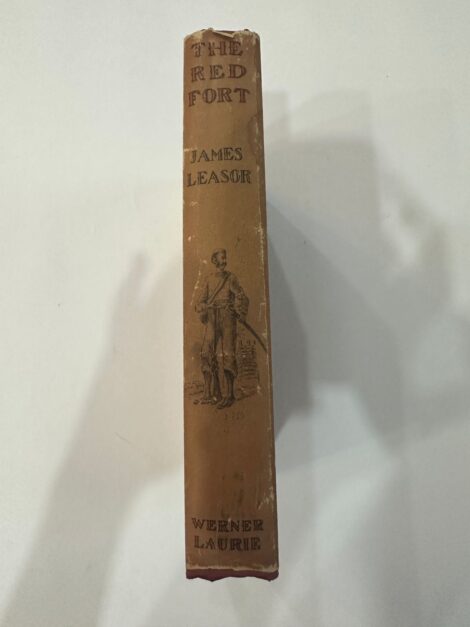 THE
RED
FORT
JAMES
LEASOR
WERNER
LAURIE